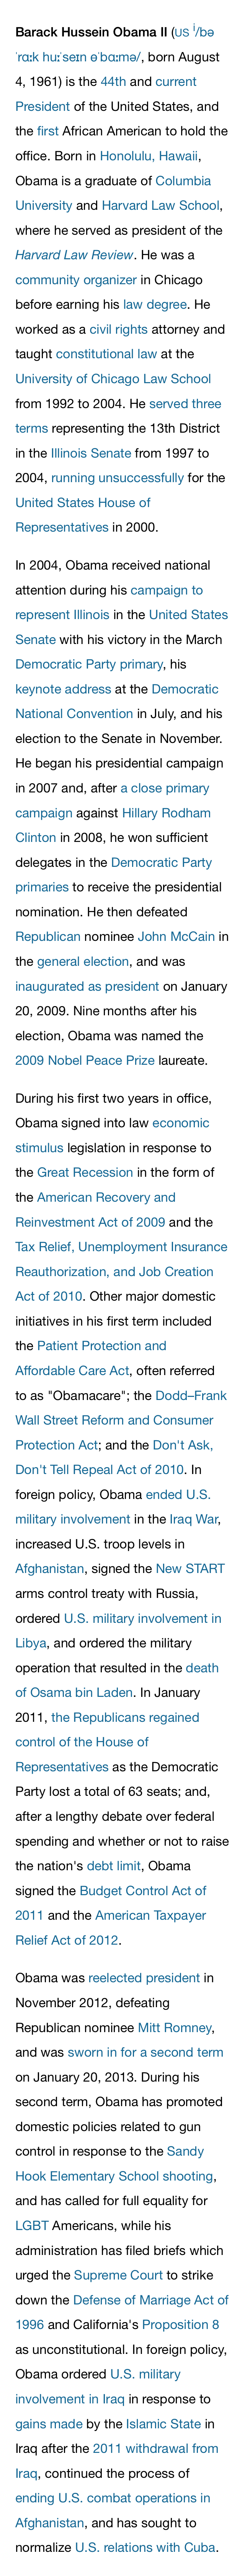 Barack Hussein Obama II (US i/bə
ˈrɑːk huːˈseɪn ɵˈbɑːmə/, born August
4, 1961) is the 44th and current
President of the United States, and
the first African American to hold the
office. Born in Honolulu, Hawaii,
Obama is a graduate of Columbia
University and Harvard Law School,
where he served as president of the
Harvard Law Review. He was a
community organizer in Chicago
before earning his law degree. He
worked as a civil rights attorney and
taught constitutional law at the
University of Chicago Law School
from 1992 to 2004. He served three
terms representing the 13th District
in the Illinois Senate from 1997 to
2004, running unsuccessfully for the
United States House of
Representatives in 2000.
In 2004, Obama received national
attention during his campaign to
represent Illinois in the United States
Senate with his victory in the March
Democratic Party primary, his
keynote address at the Democratic
National Convention in July, and his
election to the Senate in November.
He began his presidential campaign
in 2007 and, after a close primary
campaign against Hillary Rodham
Clinton in 2008, he won sufficient
delegates in the Democratic Party
primaries to receive the presidential
nomination. He then defeated
Republican nominee John McCain in
the general election, and was
inaugurated as president on January
20, 2009. Nine months after his
election, Obama was named the
2009 Nobel Peace Prize laureate.
During his first two years in office,
Obama signed into law economic
stimulus legislation in response to
the Great Recession in the form of
the American Recovery and
Reinvestment Act of 2009 and the
Tax Relief, Unemployment Insurance
Reauthorization, and Job Creation
Act of 2010. Other major domestic
initiatives in his first term included
the Patient Protection and
Affordable Care Act, often referred
to as "Obamacare"; the Dodd–Frank
Wall Street Reform and Consumer
Protection Act; and the Don't Ask,
Don't Tell Repeal Act of 2010. In
foreign policy, Obama ended U.S.
military involvement in the Iraq War,
increased U.S. troop levels in
Afghanistan, signed the New START
arms control treaty with Russia,
ordered U.S. military involvement in
Libya, and ordered the military
operation that resulted in the death
of Osama bin Laden. In January
2011, the Republicans regained
control of the House of
Representatives as the Democratic
Party lost a total of 63 seats; and,
after a lengthy debate over federal
spending and whether or not to raise
the nation's debt limit, Obama
signed the Budget Control Act of
2011 and the American Taxpayer
Relief Act of 2012.
Obama was reelected president in
November 2012, defeating
Republican nominee Mitt Romney,
and was sworn in for a second term
on January 20, 2013. During his
second term, Obama has promoted
domestic policies related to gun
control in response to the Sandy
Hook Elementary School shooting,
and has called for full equality for
LGBT Americans, while his
administration has filed briefs which
urged the Supreme Court to strike
down the Defense of Marriage Act of
1996 and California's Proposition 8
as unconstitutional. In foreign policy,
Obama ordered U.S. military
involvement in Iraq in response to
gains made by the Islamic State in
Iraq after the 2011 withdrawal from
Iraq, continued the process of
ending U.S. combat operations in
Afghanistan, and has sought to
normalize U.S. relations with Cuba.